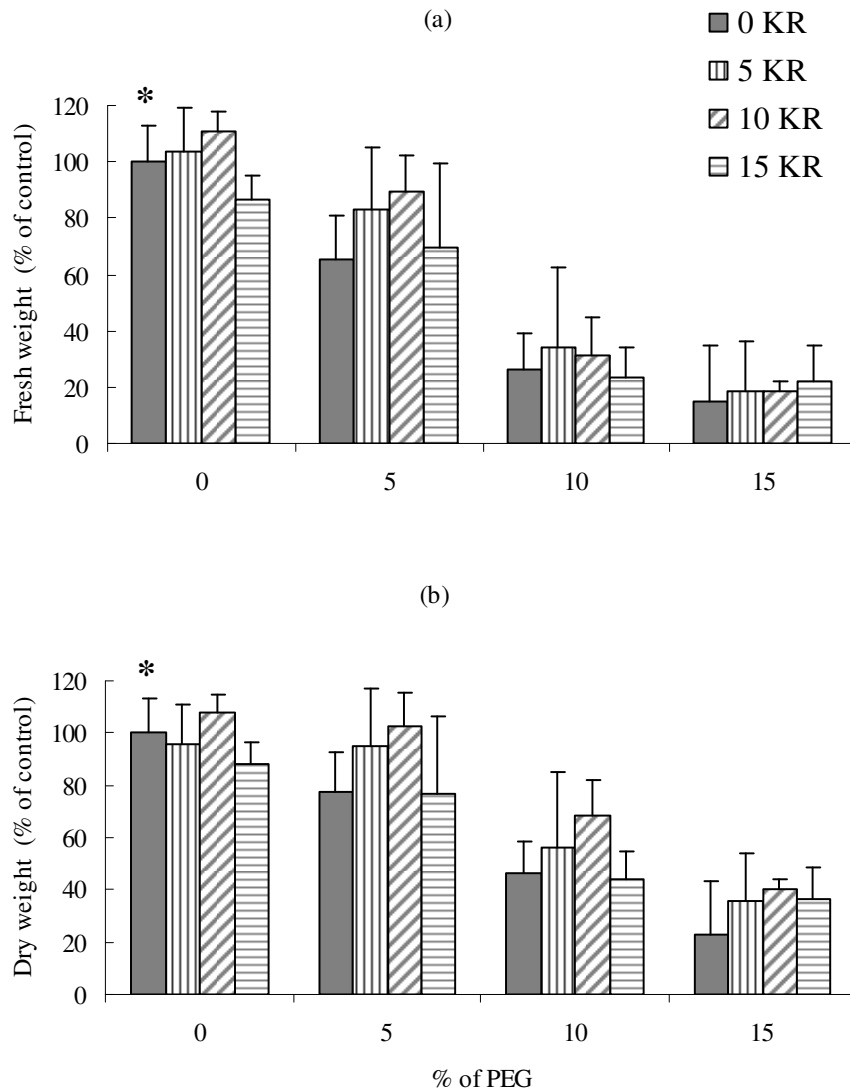 (a)
0 KR
5 KR
10 KR
15 KR
*
Fresh weight (% of control)
120
100
80
60
40
20
0
0 5 10 15
(b)
*
Dry weight (% of control)
120
100
80
60
40
20
0
0 5 10 15
% of PEG